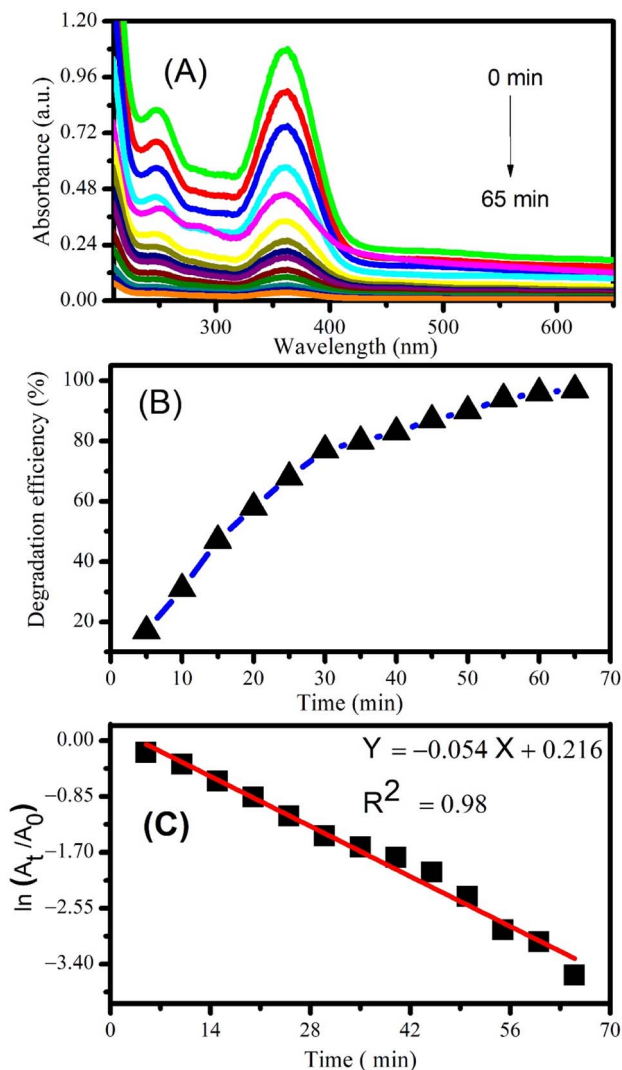 1.20
0.96
0.72
0.48
0.24
0.00
Absorbance (a.u.)
(A)
0 min
65 min
300
400
500
600
Wavelength (nm)
100
80
60
40
20
Degradation efficiency (%)
(B)
0
10
20
30
40
50
60
70
Time (min)
0.00
−0.85
−1.70
−2.55
−3.40
ln (At /A0)
(C)
Y = −0.054 X + 0.216
R² = 0.98
0
14
28
42
56
70
Time ( min)